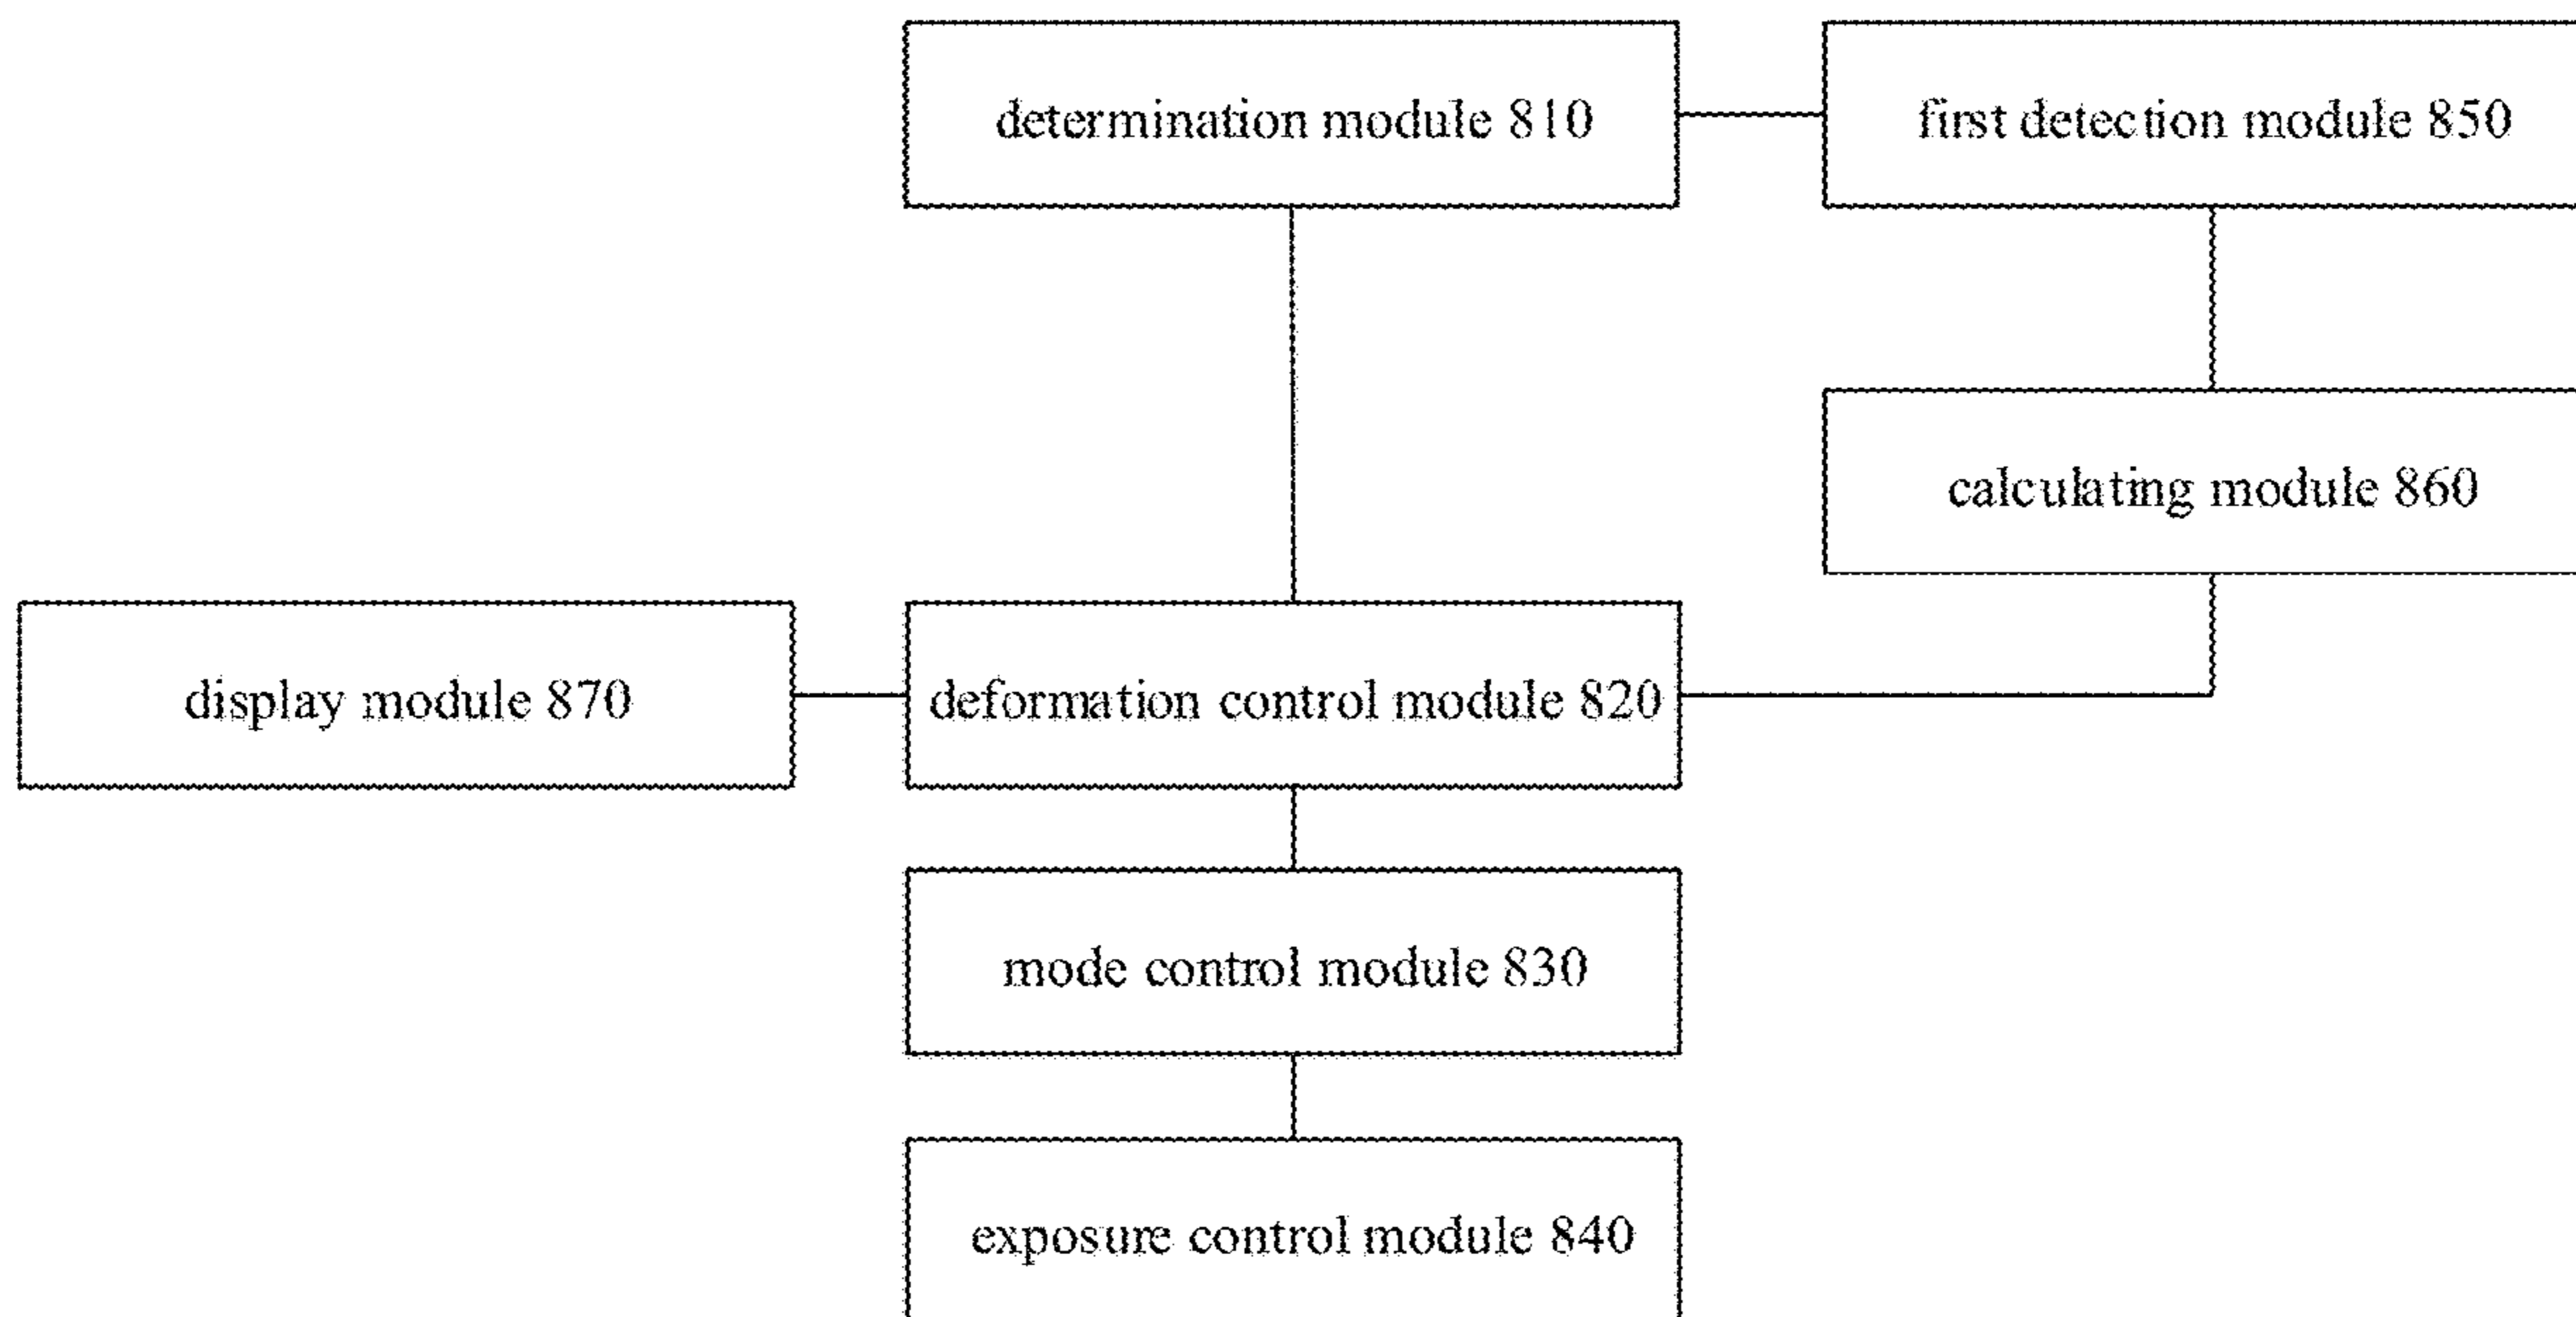 determination module 810
first detection module 850
calculating module 860
display module 870
deformation control module 820
mode control module 830
exposure control module 840